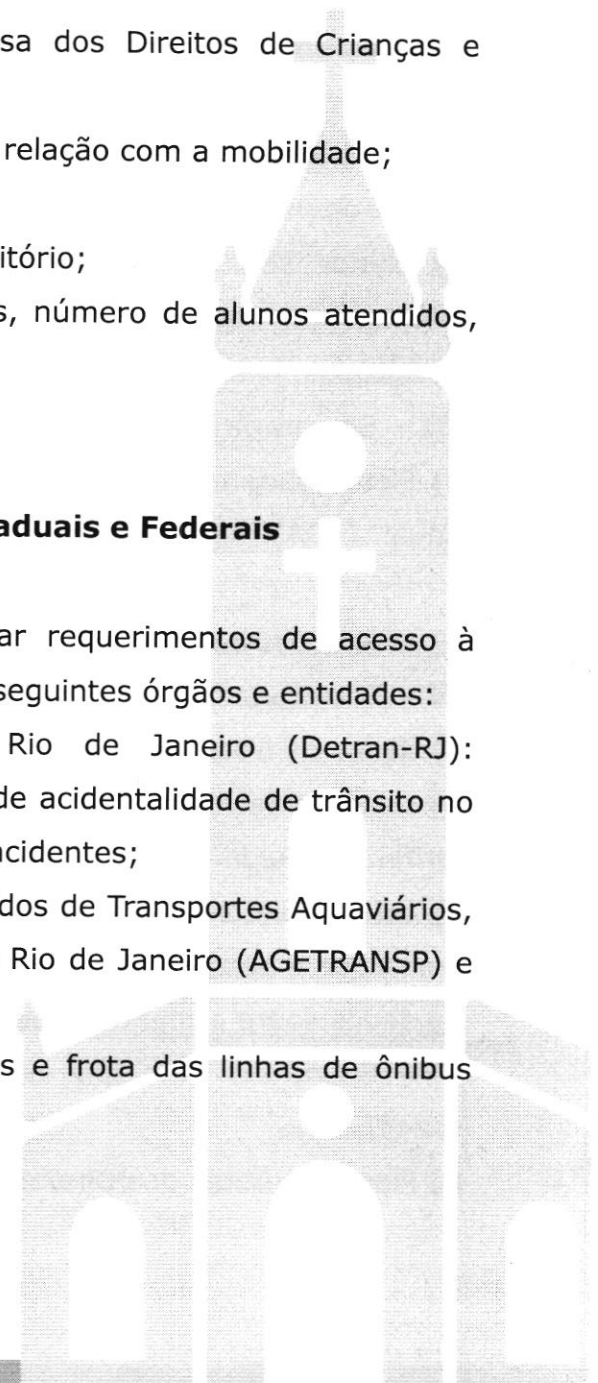 sa dos Direitos de Crianças e
relação com a mobilidade;
itório;
s, número de alunos atendidos,
aduais e Federais
ar requerimentos de acesso à
seguintes órgãos e entidades:
Rio de Janeiro (Detran-RJ):
de acidentalidade de trânsito no
acidentes;
dos de Transportes Aquaviários,
Rio de Janeiro (AGETRANSP) e
s e frota das linhas de ônibus